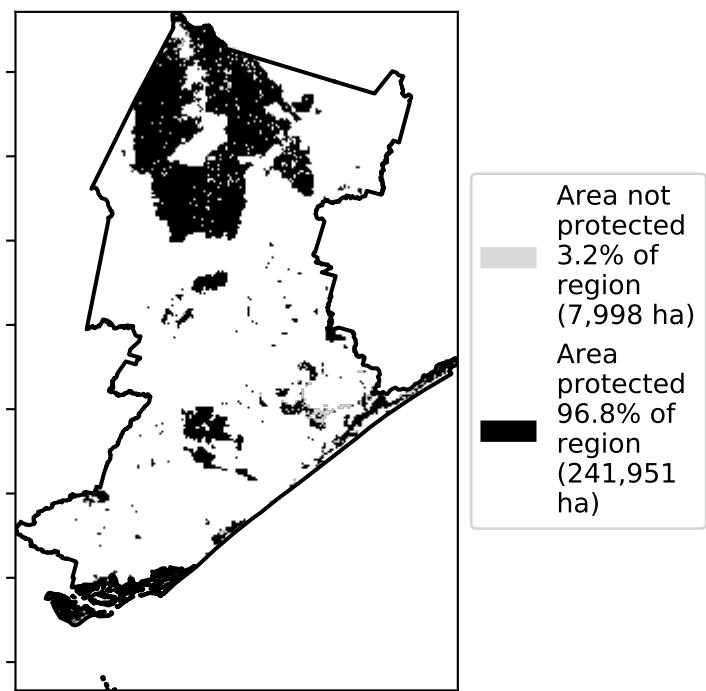 Area not
protected
3.2% of
region
(7,998 ha)
Area
protected
96.8% of
region
(241,951
ha)